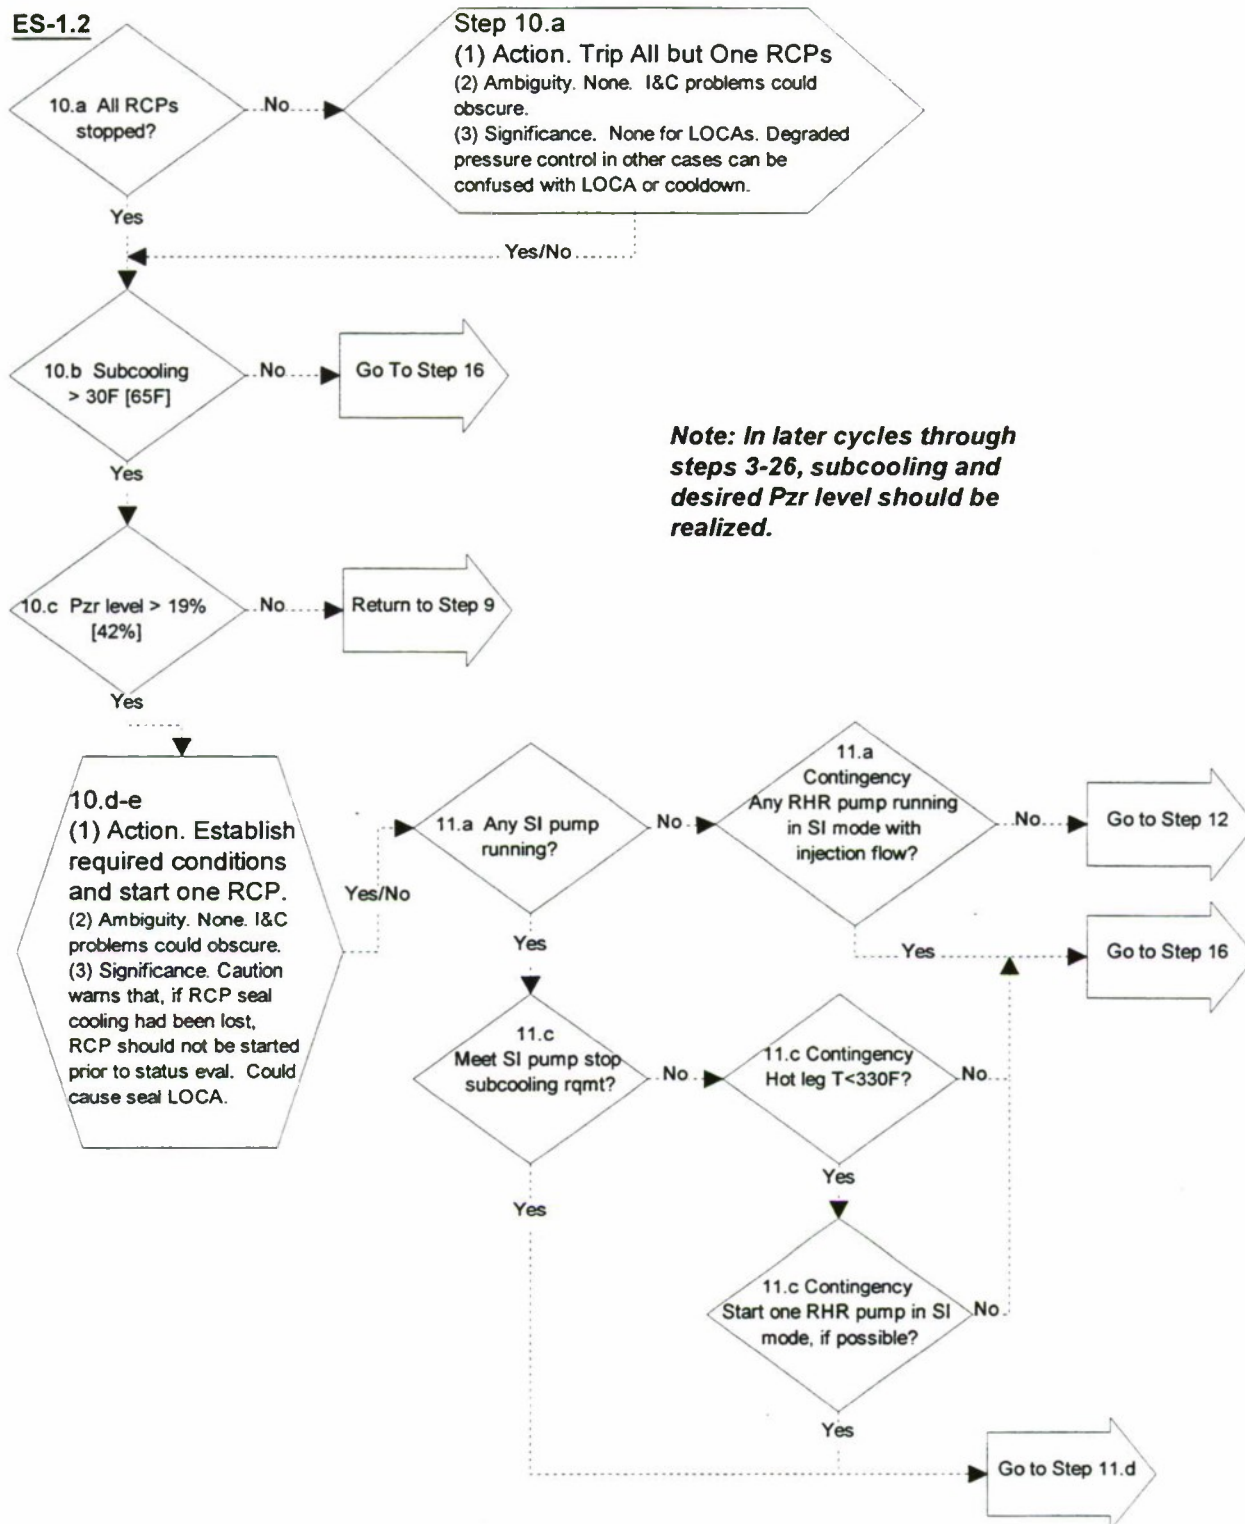 ES-1.2
10.a All RCPs
stopped?
No
Step 10.a
(1) Action. Trip All but One RCPs
(2) Ambiguity. None. I&C problems could
obscure.
(3) Significance. None for LOCAs. Degraded
pressure control in other cases can be
confused with LOCA or cooldown.
Yes
Yes/No
10.b Subcooling
> 30F [65F]
No
Go To Step 16
Note: In later cycles through
steps 3-26, subcooling and
desired Pzr level should be
realized.
Yes
10.c Pzr level > 19%
[42%]
No
Return to Step 9
Yes
10.d-e
(1) Action. Establish
required conditions
and start one RCP.
(2) Ambiguity. None. I&C
problems could obscure.
(3) Significance. Caution
warns that, if RCP seal
cooling had been lost,
RCP should not be started
prior to status eval. Could
cause seal LOCA.
Yes/No
11.a Any SI pump
running?
No
11.a
Contingency
Any RHR pump running
in SI mode with
injection flow?
No
Go to Step 12
Yes
Yes
Go to Step 16
11.c
Meet SI pump stop
subcooling rqmt?
No
11.c Contingency
Hot leg T<330F?
No
Yes
Yes
11.c Contingency
Start one RHR pump in SI
mode, if possible?
No
Yes
Go to Step 11.d